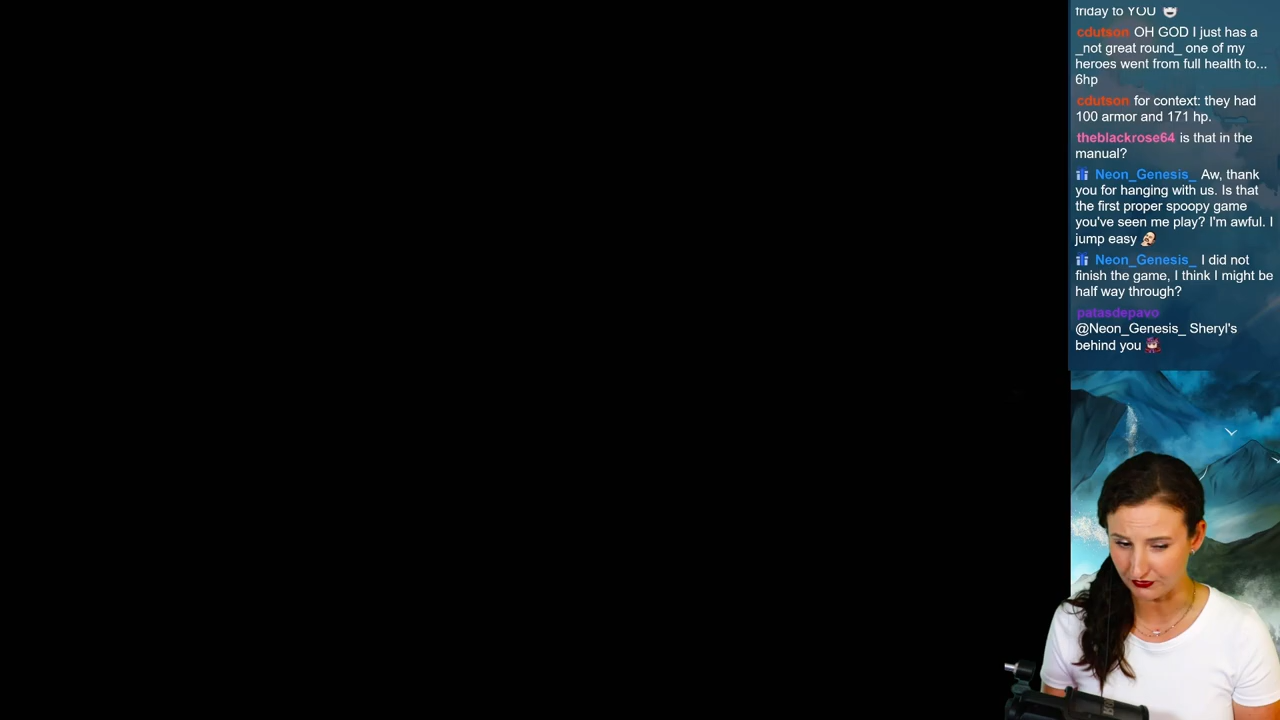 friday to YOU
cdutson OH GOD I just has a
_not great round_ one of my
heroes went from full health to...
6hp
cdutson for context: they had
100 armor and 171 hp.
theblackrose64 is that in the
manual?
Neon_Genesis_ Aw, thank
you for hanging with us. Is that
the first proper spoopy game
you've seen me play? I'm awful. I
jump easy
Neon_Genesis_ I did not
finish the game, I think I might be
half way through?
patasdepavo
@Neon_Genesis_ Sheryl's
behind you